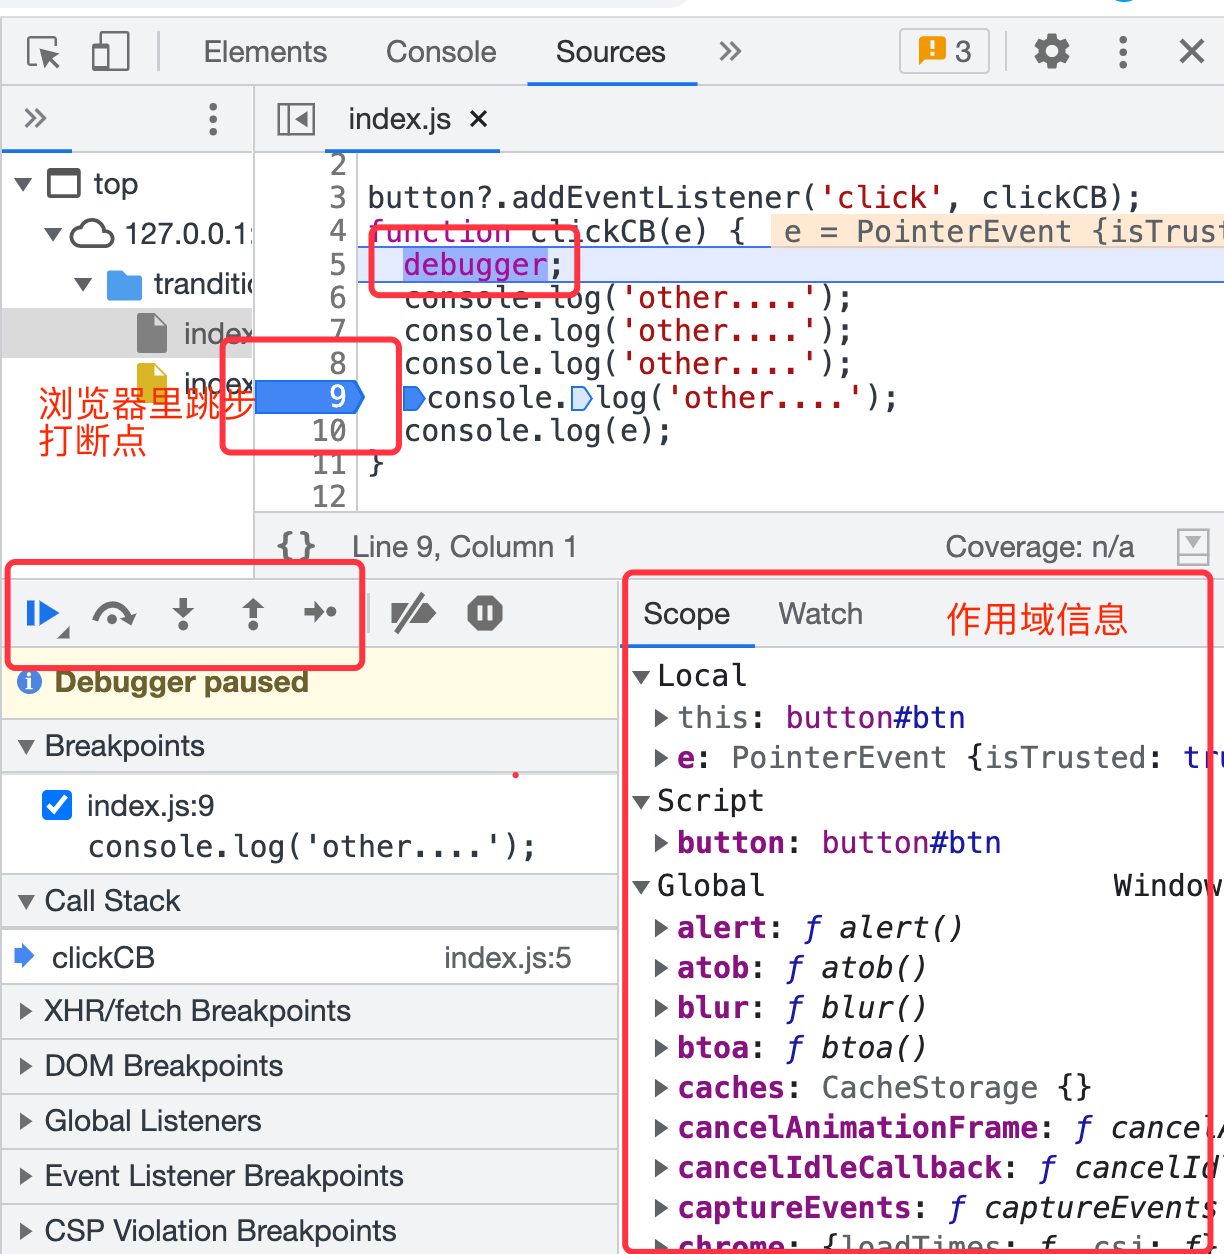 Elements Console Sources 3
index.js
top
127.0.0.1:
tranditio
index
index
浏览器里跳步
打断点
2
3 button?.addEventListener('click', clickCB);
4 function clickCB(e) { e = PointerEvent {isTrust
5 debugger;
6 console.log('other....');
7 console.log('other....');
8 console.log('other....');
9 console.log('other....');
10 console.log(e);
11 }
12
{} Line 9, Column 1 Coverage: n/a
Debugger paused
Breakpoints
index.js:9
console.log('other....');
Call Stack
clickCB index.js:5
XHR/fetch Breakpoints
DOM Breakpoints
Global Listeners
Event Listener Breakpoints
CSP Violation Breakpoints
Scope Watch 作用域信息
Local
this: button#btn
e: PointerEvent {isTrusted: tru
Script
button: button#btn
Global Window
alert: ƒ alert()
atob: ƒ atob()
blur: ƒ blur()
btoa: ƒ btoa()
caches: CacheStorage {}
cancelAnimationFrame: ƒ cancelA
cancelIdleCallback: ƒ cancelId
captureEvents: ƒ captureEvents
chrome: {loadTimes: ƒ, csi: ƒ}